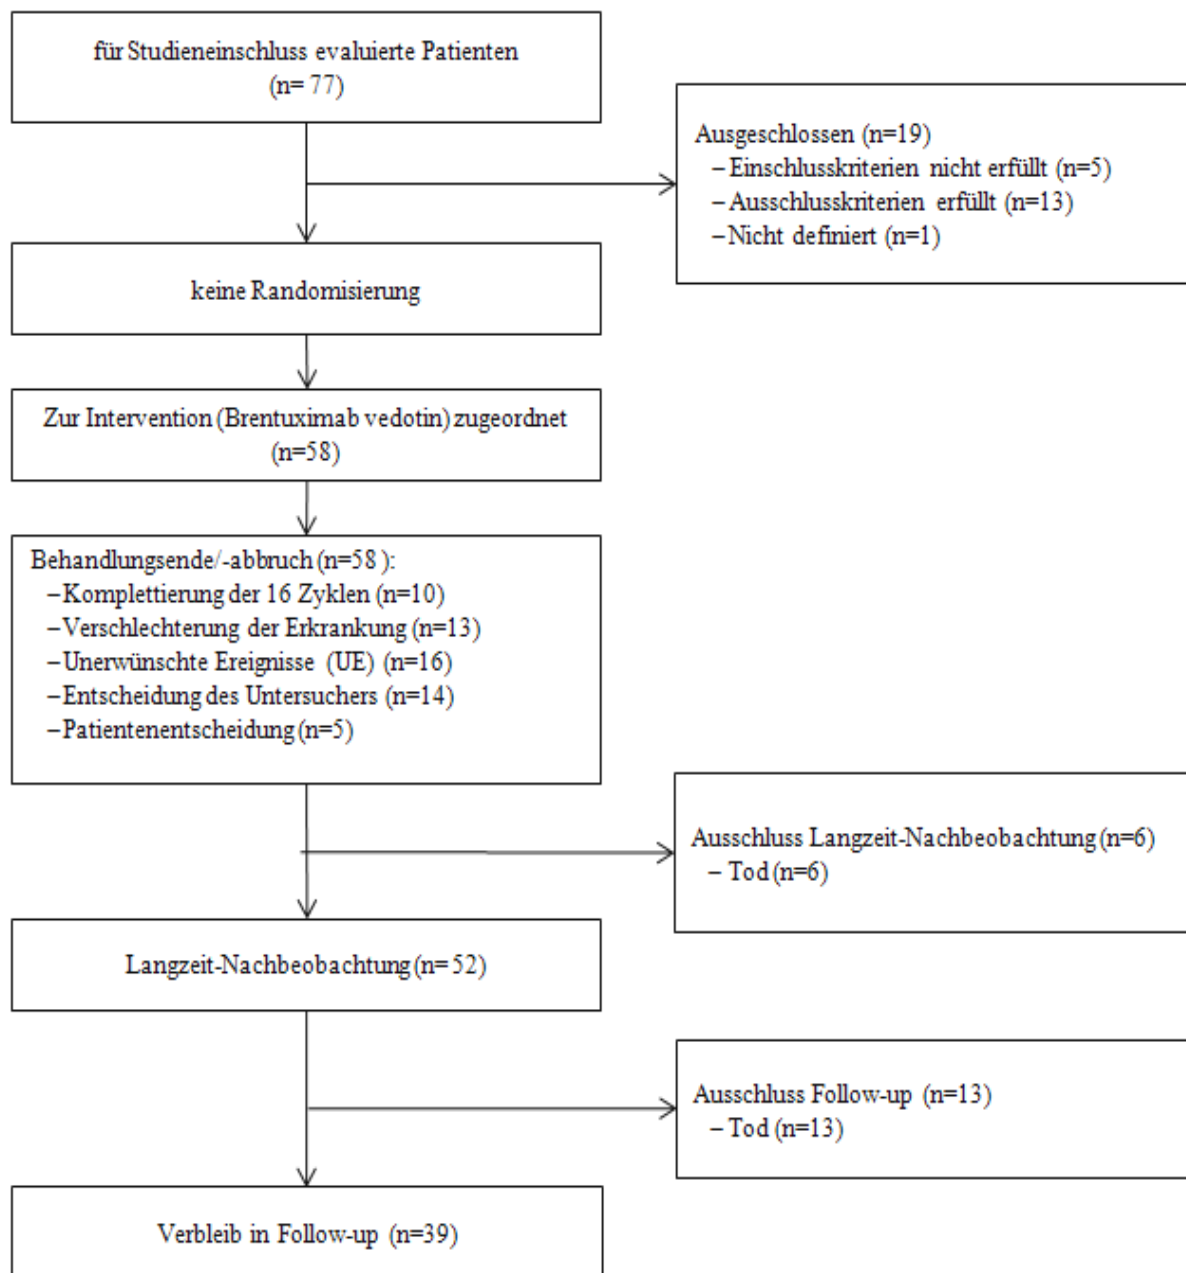 für Studieneinschluss evaluierte Patienten
(n= 77)
Ausgeschlossen (n=19)
– Einschlusskriterien nicht erfüllt (n=5)
– Ausschlusskriterien erfüllt (n=13)
– Nicht definiert (n=1)
keine Randomisierung
Zur Intervention (Brentuximab vedotin) zugeordnet
(n=58)
Behandlungsende/-abbruch (n=58 ):
– Komplettierung der 16 Zyklen (n=10)
– Verschlechterung der Erkrankung (n=13)
– Unerwünschte Ereignisse (UE) (n=16)
– Entscheidung des Untersuchers (n=14)
– Patientenentscheidung (n=5)
Ausschluss Langzeit-Nachbeobachtung (n=6)
– Tod (n=6)
Langzeit-Nachbeobachtung (n= 52)
Ausschluss Follow-up (n=13)
– Tod (n=13)
Verbleib in Follow-up (n=39)